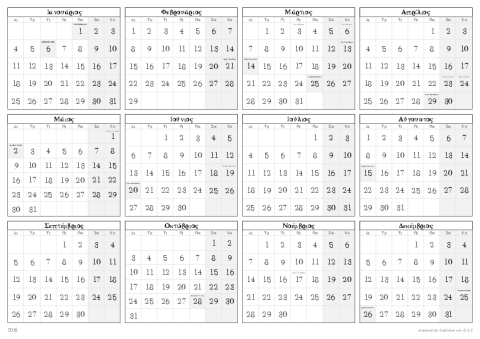 Ιανουάριος
Δε Τρ Τε Πε Πα Σα Κυ
1 2 3
4 5 6 7 8 9 10
11 12 13 14 15 16 17
18 19 20 21 22 23 24
25 26 27 28 29 30 31
Φεβρουάριος
Δε Τρ Τε Πε Πα Σα Κυ
1 2 3 4 5 6 7
8 9 10 11 12 13 14
15 16 17 18 19 20 21
22 23 24 25 26 27 28
29
Μάρτιος
Δε Τρ Τε Πε Πα Σα Κυ
1 2 3 4 5 6
7 8 9 10 11 12 13
14 15 16 17 18 19 20
21 22 23 24 25 26 27
28 29 30 31
Απρίλιος
Δε Τρ Τε Πε Πα Σα Κυ
1 2 3
4 5 6 7 8 9 10
11 12 13 14 15 16 17
18 19 20 21 22 23 24
25 26 27 28 29 30
Μάιος
Δε Τρ Τε Πε Πα Σα Κυ
1
2 3 4 5 6 7 8
9 10 11 12 13 14 15
16 17 18 19 20 21 22
23 24 25 26 27 28 29
30 31
Ιούνιος
Δε Τρ Τε Πε Πα Σα Κυ
1 2 3 4 5
6 7 8 9 10 11 12
13 14 15 16 17 18 19
20 21 22 23 24 25 26
27 28 29 30
Ιούλιος
Δε Τρ Τε Πε Πα Σα Κυ
1 2 3
4 5 6 7 8 9 10
11 12 13 14 15 16 17
18 19 20 21 22 23 24
25 26 27 28 29 30 31
Αύγουστος
Δε Τρ Τε Πε Πα Σα Κυ
1 2 3 4 5 6 7
8 9 10 11 12 13 14
15 16 17 18 19 20 21
22 23 24 25 26 27 28
29 30 31
Σεπτέμβριος
Δε Τρ Τε Πε Πα Σα Κυ
1 2 3 4
5 6 7 8 9 10 11
12 13 14 15 16 17 18
19 20 21 22 23 24 25
26 27 28 29 30
Οκτώβριος
Δε Τρ Τε Πε Πα Σα Κυ
1 2
3 4 5 6 7 8 9
10 11 12 13 14 15 16
17 18 19 20 21 22 23
24 25 26 27 28 29 30
31
Νοέμβριος
Δε Τρ Τε Πε Πα Σα Κυ
1 2 3 4 5 6
7 8 9 10 11 12 13
14 15 16 17 18 19 20
21 22 23 24 25 26 27
28 29 30
Δεκέμβριος
Δε Τρ Τε Πε Πα Σα Κυ
1 2 3 4
5 6 7 8 9 10 11
12 13 14 15 16 17 18
19 20 21 22 23 24 25
26 27 28 29 30 31
2016